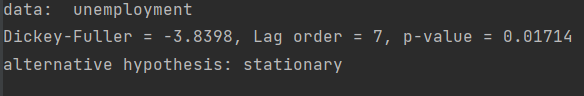 data:  unemployment
Dickey-Fuller = -3.8398, Lag order = 7, p-value = 0.01714
alternative hypothesis: stationary